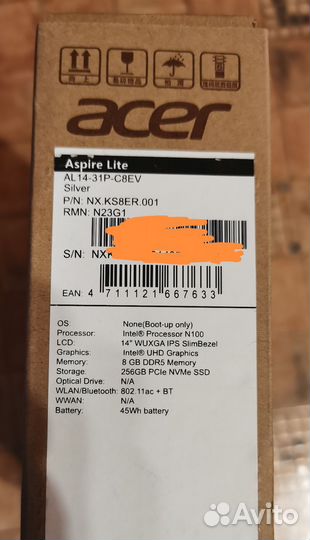 acer
Aspire Lite
AL14-31P-C8EV
Silver
P/N: NX.KS8ER.001
RMN: N23G1
S/N: NX
EAN: 4 711121 667633
OS: None(Boot-up only)
Processor: Intel® Processor N100
LCD: 14" WUXGA IPS SlimBezel
Graphics: Intel® UHD Graphics
Memory: 8 GB DDR5 Memory
Storage: 256GB PCIe NVMe SSD
Optical Drive: N/A
WLAN/Bluetooth: 802.11ac + BT
WWAN: N/A
Battery: 45Wh battery
Avito